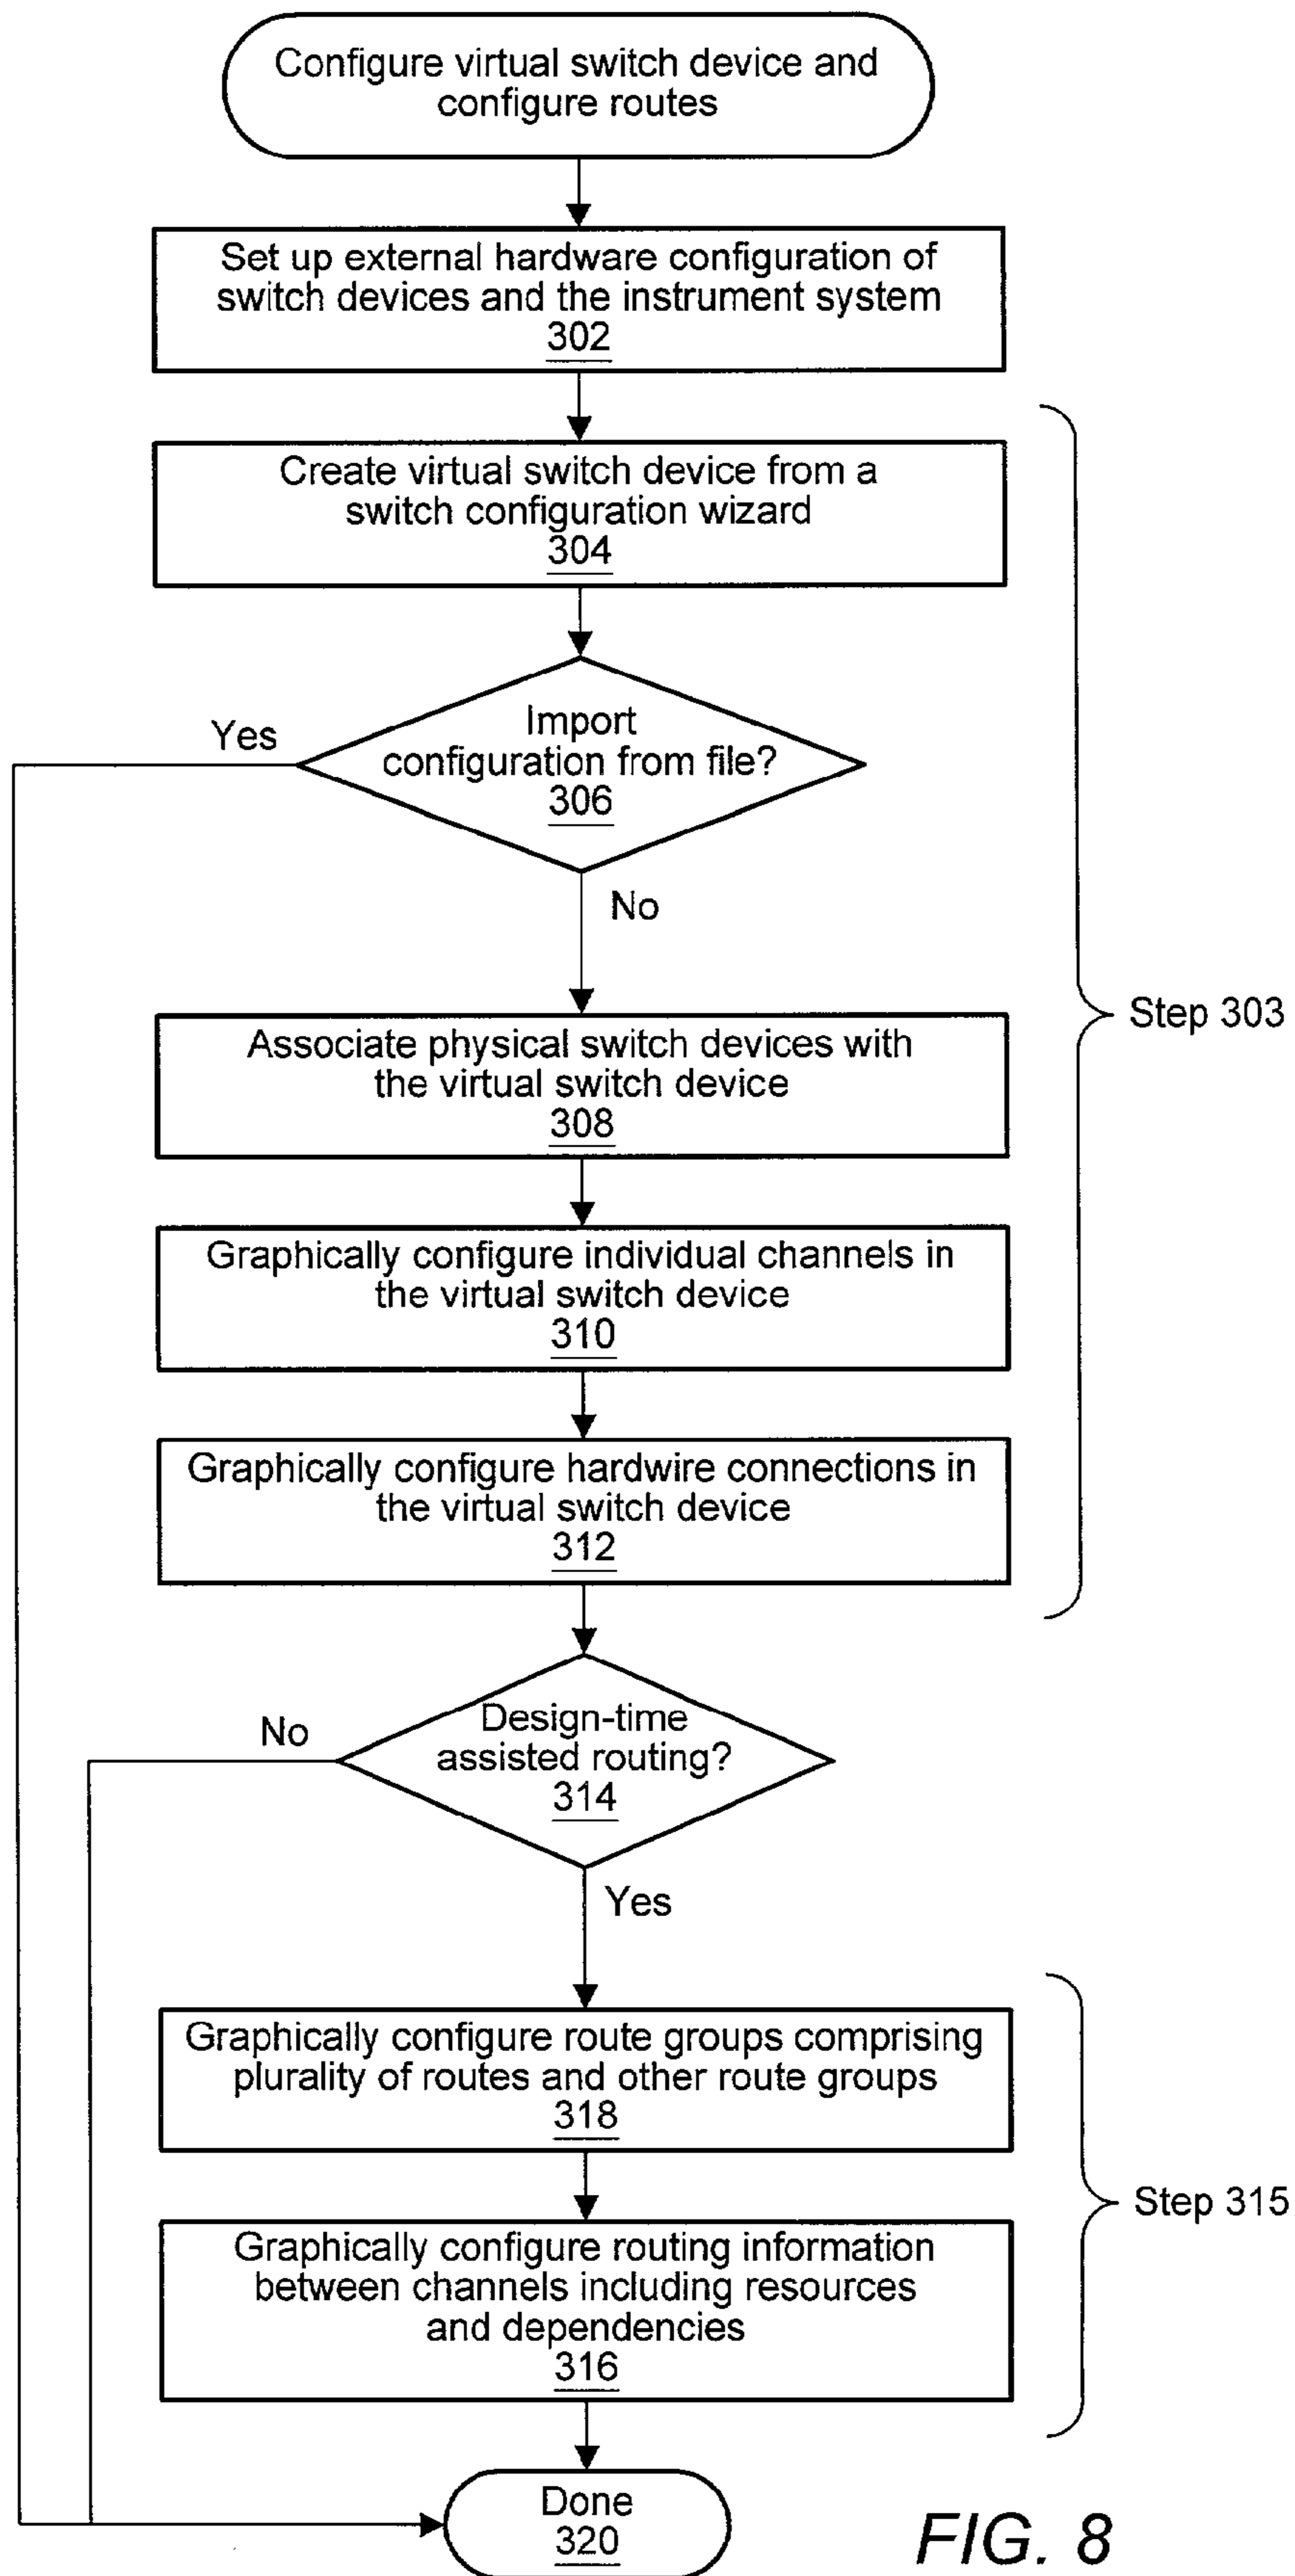 Configure virtual switch device and
configure routes
Set up external hardware configuration of
switch devices and the instrument system
302
Create virtual switch device from a
switch configuration wizard
304
Yes
Import
configuration from file?
306
No
Step 303
Associate physical switch devices with
the virtual switch device
308
Graphically configure individual channels in
the virtual switch device
310
Graphically configure hardwire connections in
the virtual switch device
312
No
Design-time
assisted routing?
314
Yes
Graphically configure route groups comprising
plurality of routes and other route groups
318
Step 315
Graphically configure routing information
between channels including resources
and dependencies
316
Done
320
FIG. 8